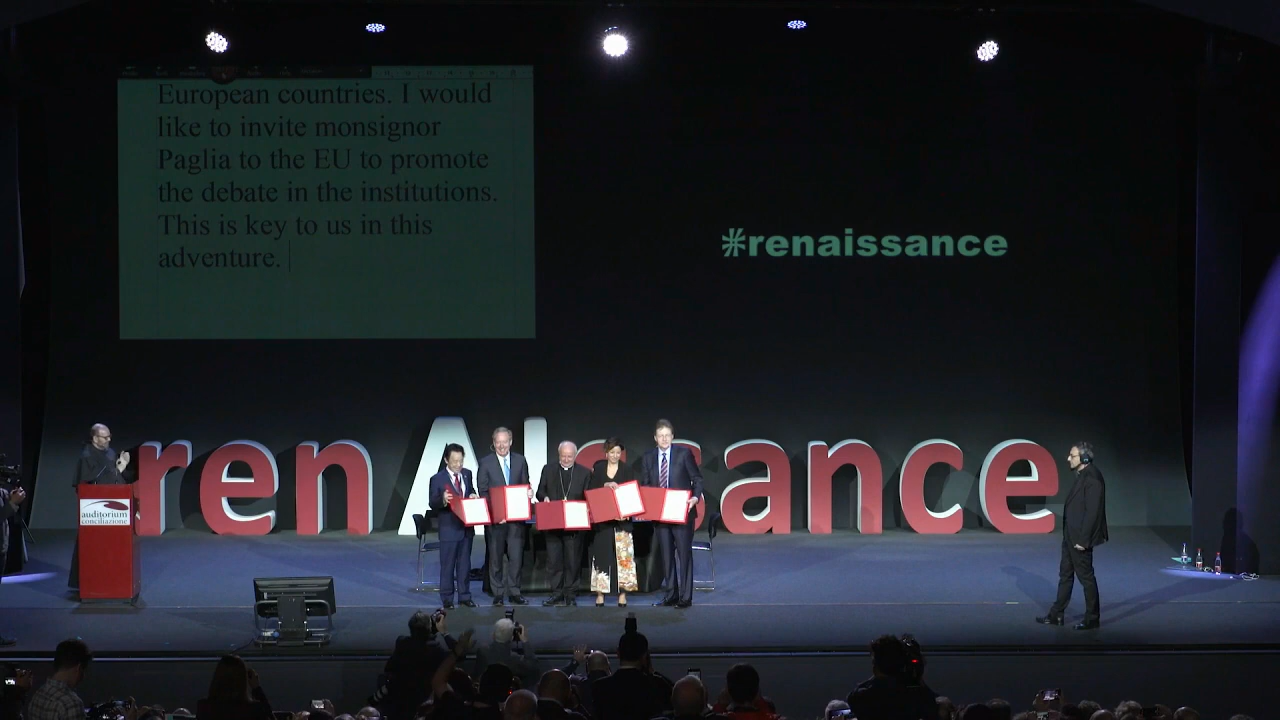 European countries. I would
like to invite monsignor
Paglia to the EU to promote
the debate in the institutions.
This is key to us in this
adventure.
#renaissance
auditorium
conciliazione